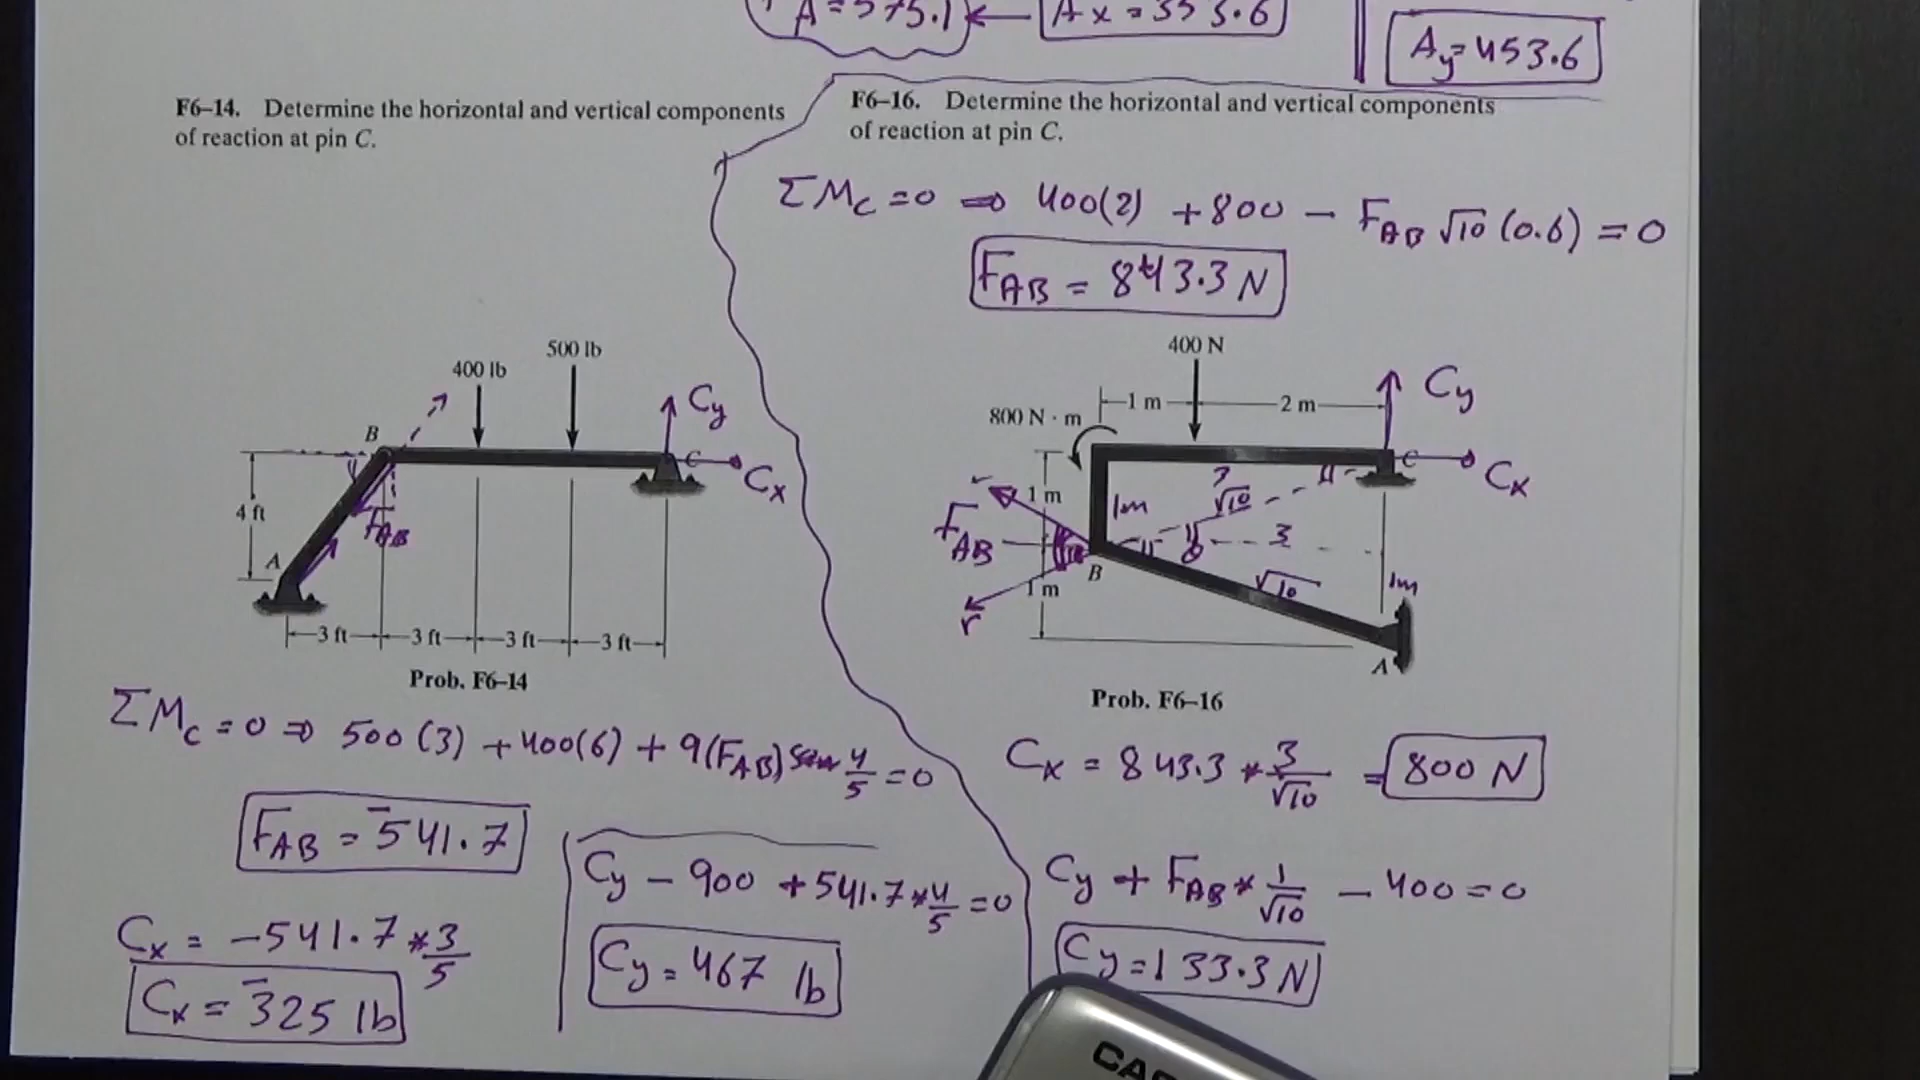 A = 575.1 ← Ax = 353.6
Ay = 453.6
F6–14. Determine the horizontal and vertical components
of reaction at pin C.
400 lb
500 lb
Cy
B
C
Cx
4 ft
FAB
A
3 ft 3 ft 3 ft 3 ft
Prob. F6–14
ΣMC = 0 ⇒ 500 (3) + 400(6) + 9(FAB) 4/5 = 0
FAB = -541.7
Cx = -541.7 * 3/5
Cx = -325 lb
Cy - 900 + 541.7 * 4/5 = 0
Cy = 467 lb
F6–16. Determine the horizontal and vertical components
of reaction at pin C.
ΣMC = 0 ⇒ 400(2) + 800 - FAB √10 (0.6) = 0
FAB = 843.3 N
400 N
Cy
1 m
2 m
800 N · m
C
Cx
1 m
1m
3
√10
FAB
3
B
√10
1m
1 m
r
A
Prob. F6–16
Cx = 843.3 * 3/√10 = 800 N
Cy + FAB * 1/√10 - 400 = 0
Cy = 133.3 N